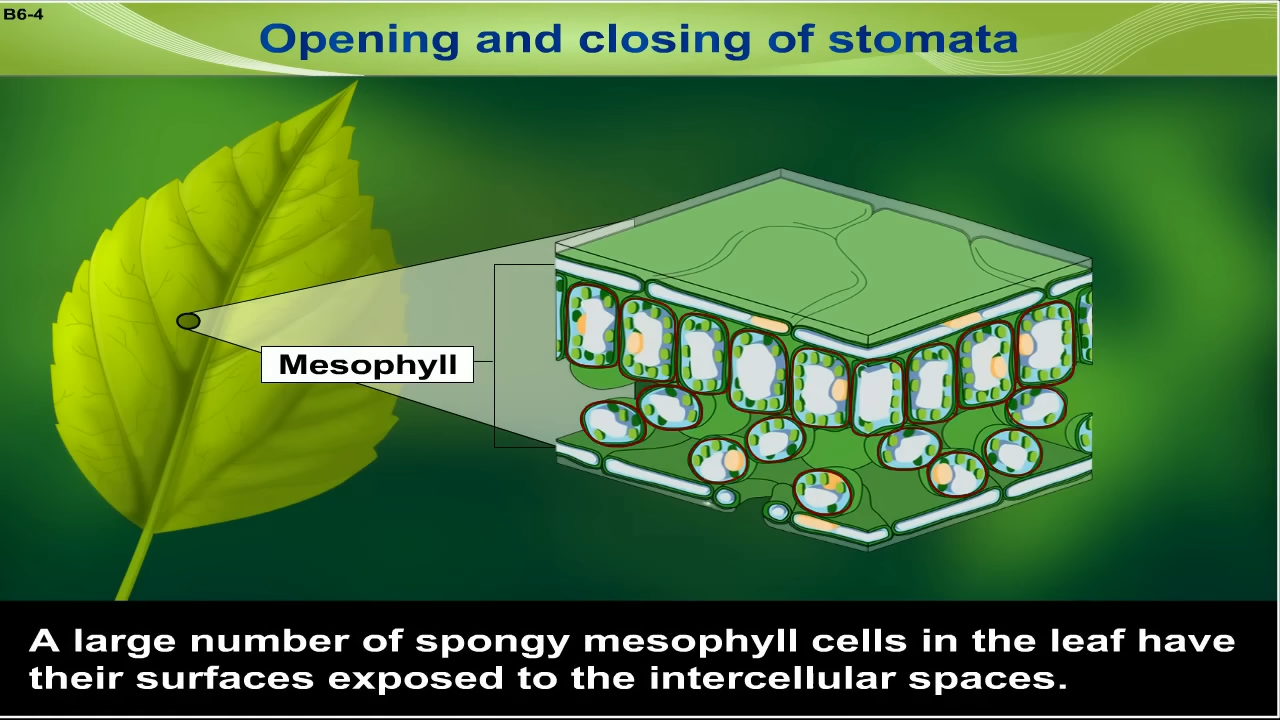 B6-4
Opening and closing of stomata
Mesophyll
A large number of spongy mesophyll cells in the leaf have
their surfaces exposed to the intercellular spaces.